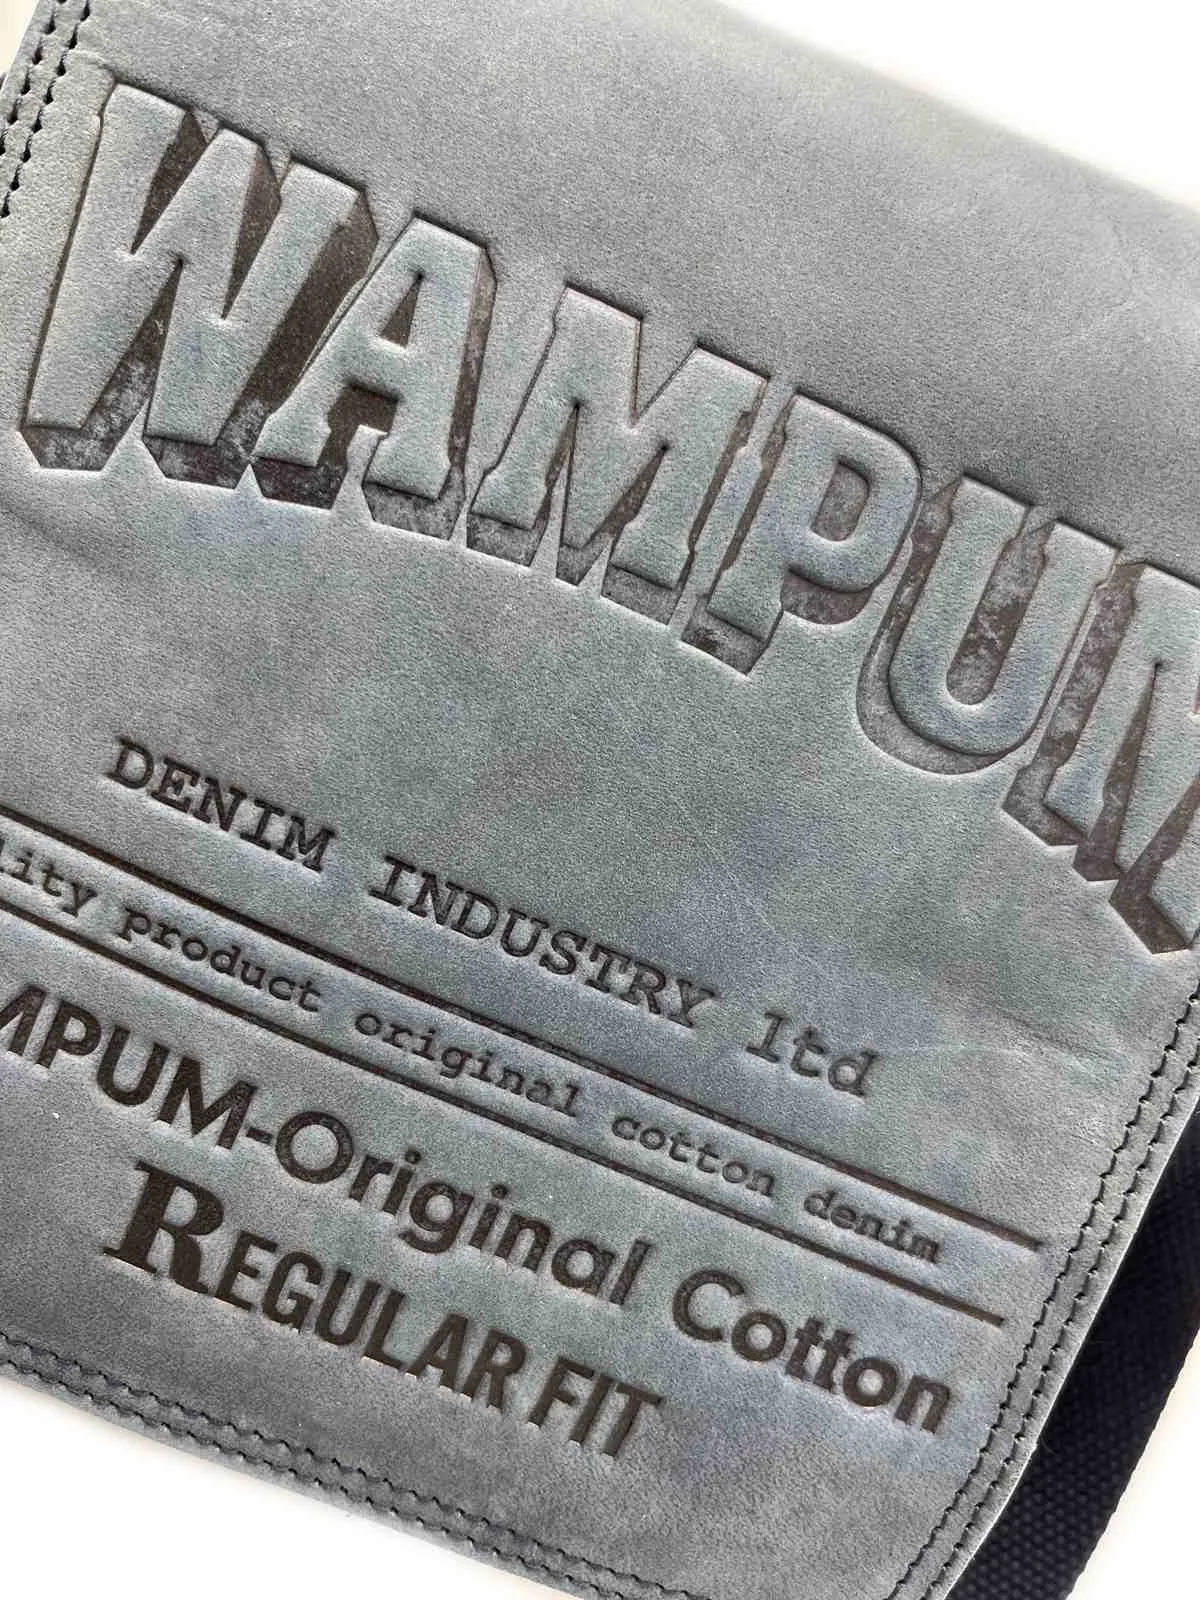 WAMPUM
DENIM INDUSTRY ltd
lity product original cotton denim
MPUM-Original Cotton
REGULAR FIT